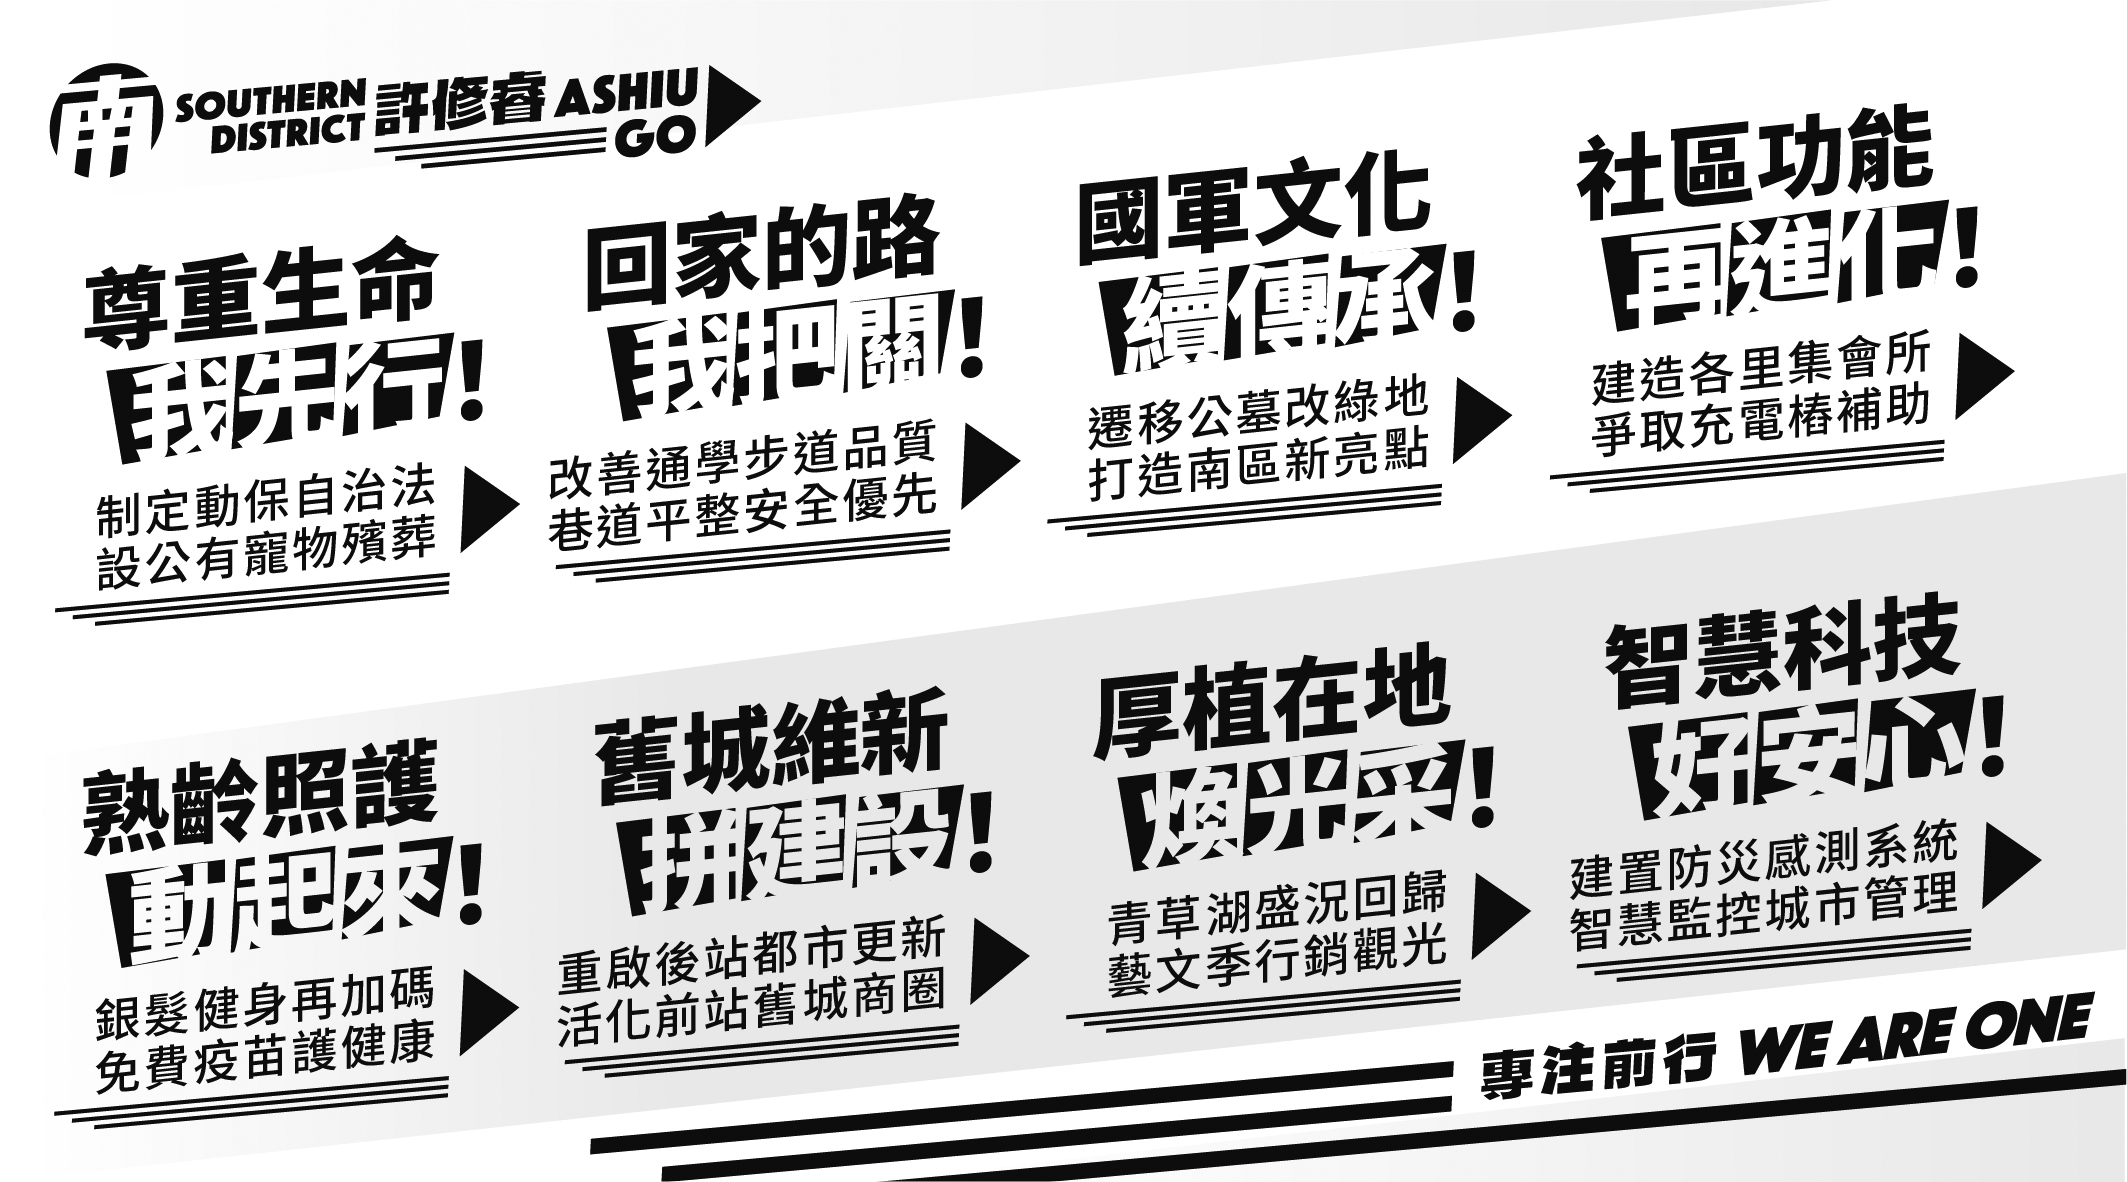 南 SOUTHERN DISTRICT 許修睿 ASHIU GO
尊重生命
我先行!
制定動保自治法
設公有寵物殯葬
回家的路
我把關!
改善通學步道品質
巷道平整安全優先
國軍文化
續傳承!
遷移公墓改綠地
打造南區新亮點
社區功能
再進化!
建造各里集會所
爭取充電樁補助
熟齡照護
動起來!
銀髮健身再加碼
免費疫苗護健康
舊城維新
拼建設!
重啟後站都市更新
活化前站舊城商圈
厚植在地
煥光采!
青草湖盛況回歸
藝文季行銷觀光
智慧科技
好安心!
建置防災感測系統
智慧監控城市管理
專注前行 WE ARE ONE